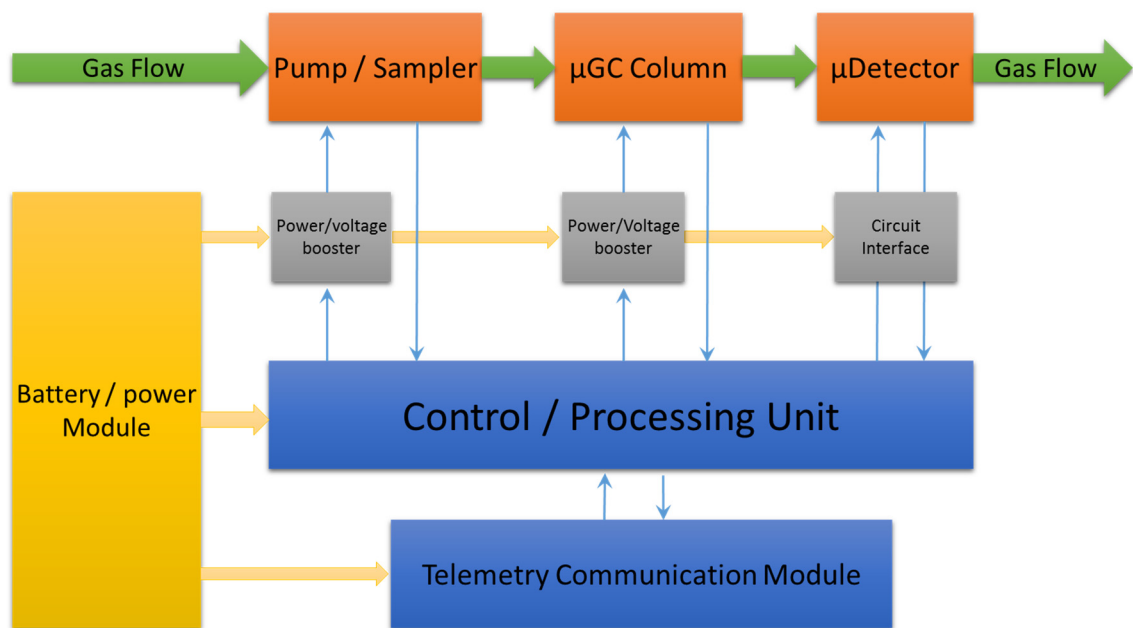 Gas Flow
Pump / Sampler
µGC Column
µDetector
Gas Flow
Power/voltage
booster
Power/Voltage
booster
Circuit
Interface
Battery / power
Module
Control / Processing Unit
Telemetry Communication Module